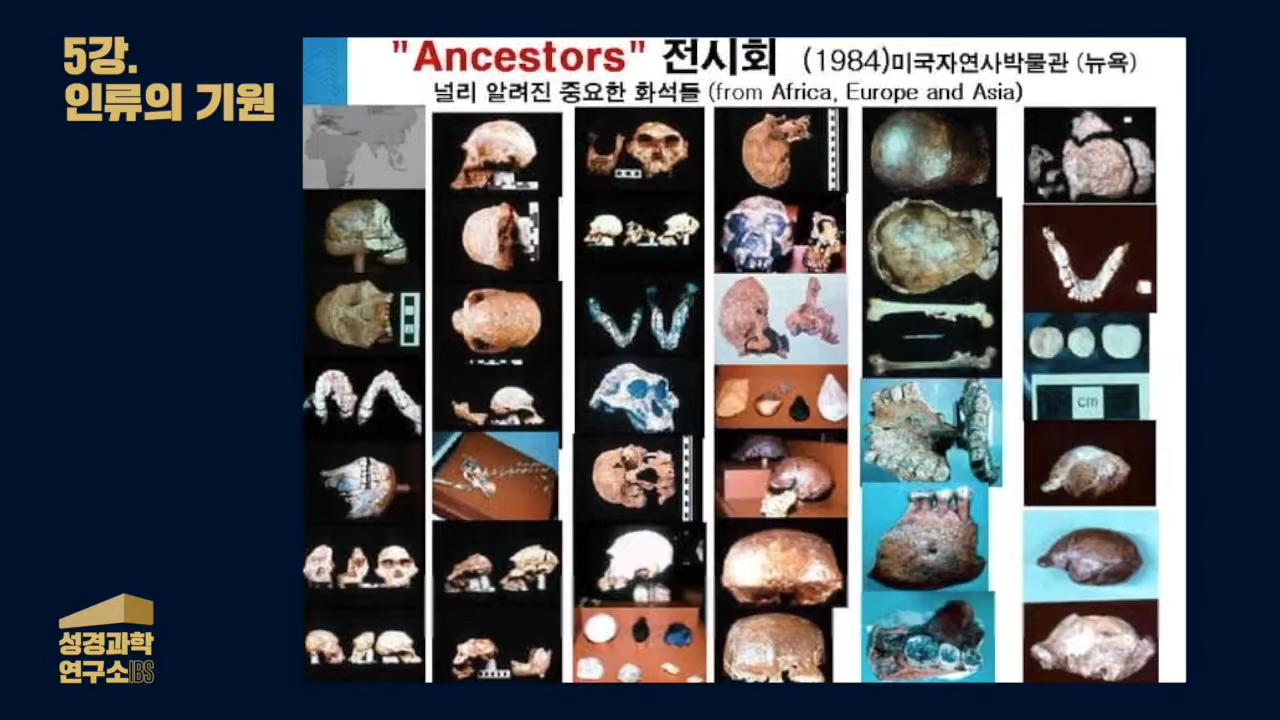 5강.
인류의 기원
"Ancestors" 전시회 (1984)미국자연사박물관 (뉴욕)
널리 알려진 중요한 화석들 (from Africa, Europe and Asia)
cm
성경과학
연구소IBS